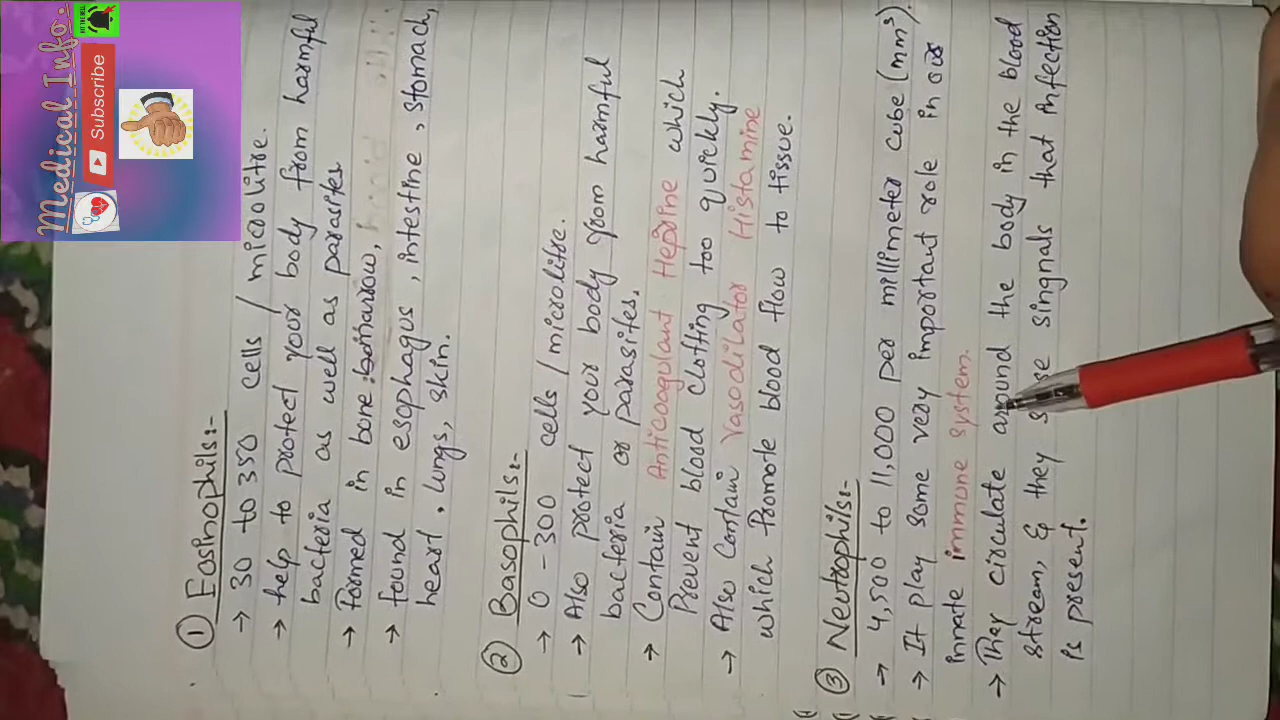 Medical Info.
Subscribe
① Eosinophils:-
→ 30 to 350 cells / microlitre.
→ help to protect your body from harmful
bacteria as well as parasites
→ Formed in bone marrow,
→ found in esophagus , intestine , stomach,
heart , lungs, skin.
② Basophils:-
→ 0 - 300 cells / microlitre.
→ Also protect your body from harmful
bacteria or parasites.
→ Contain Anticoagulant Heprine which
Prevent blood clotting too quickly.
→ Also Contain Vasodilator Histamine
which Promote blood flow to tissue.
③ Neutrophils:-
→ 4,500 to 11,000 per millimeter cube (mm³).
→ It play some very important role in our
innate immune system.
→ They circulate around the body in the blood
stream, & they singnals that infection
is present.